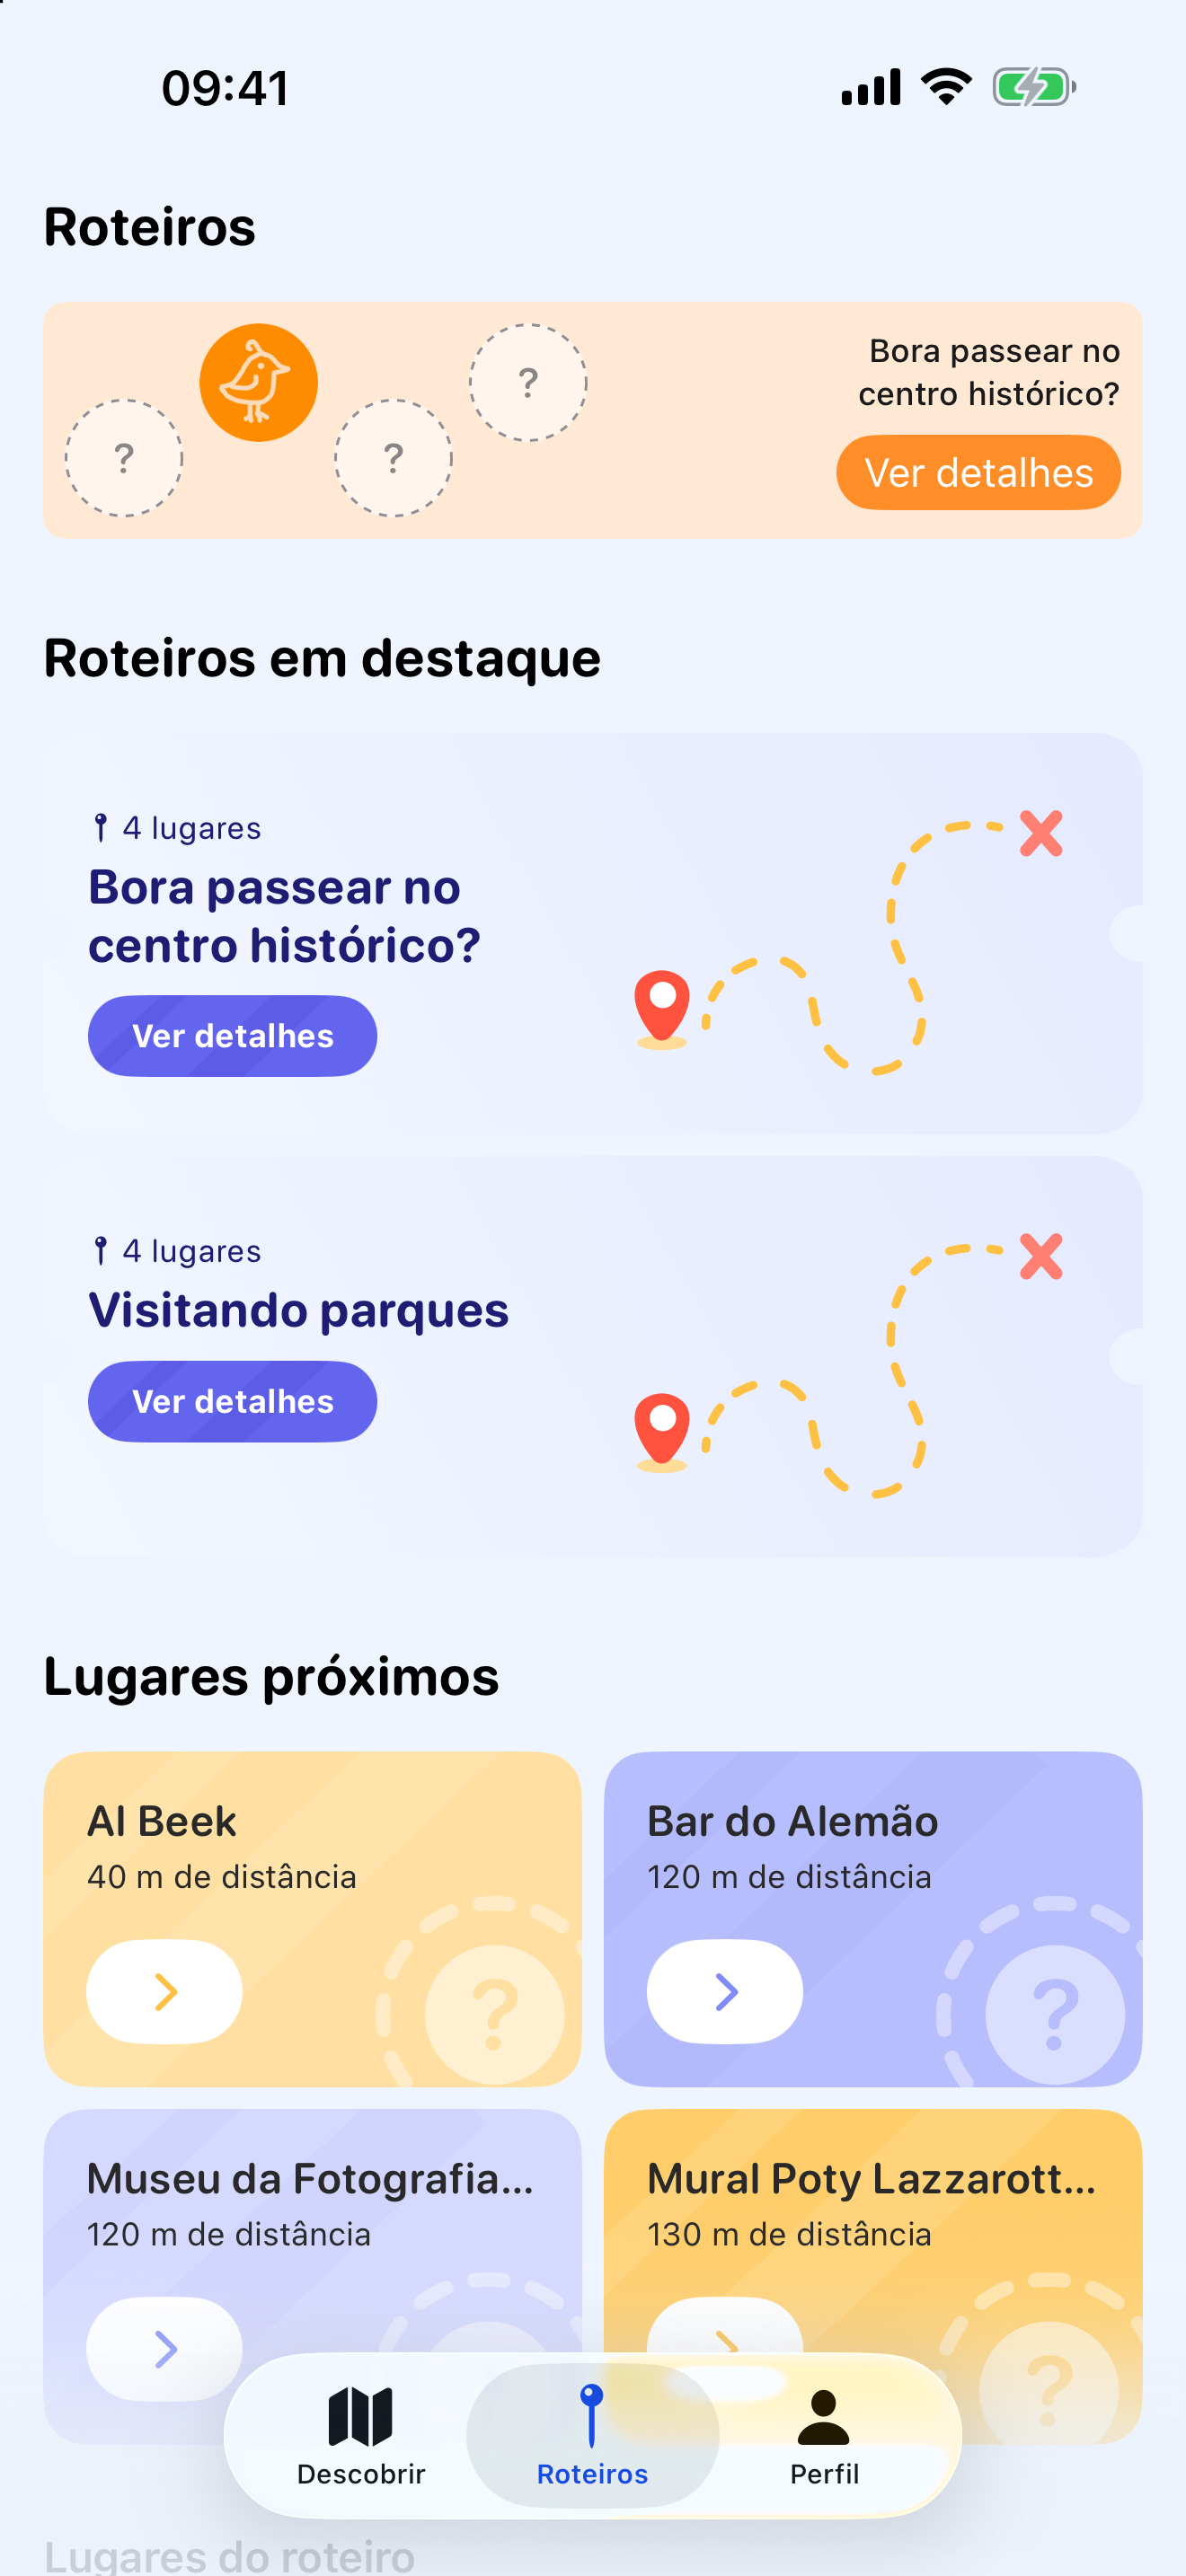 09:41
Roteiros
?
?
?
Bora passear no
centro histórico?
Ver detalhes
Roteiros em destaque
4 lugares
Bora passear no
centro histórico?
Ver detalhes
4 lugares
Visitando parques
Ver detalhes
Lugares próximos
Al Beek
40 m de distância
?
Bar do Alemão
120 m de distância
?
Museu da Fotografia...
120 m de distância
Mural Poty Lazzarott...
130 m de distância
?
Descobrir
Roteiros
Perfil
Lugares do roteiro